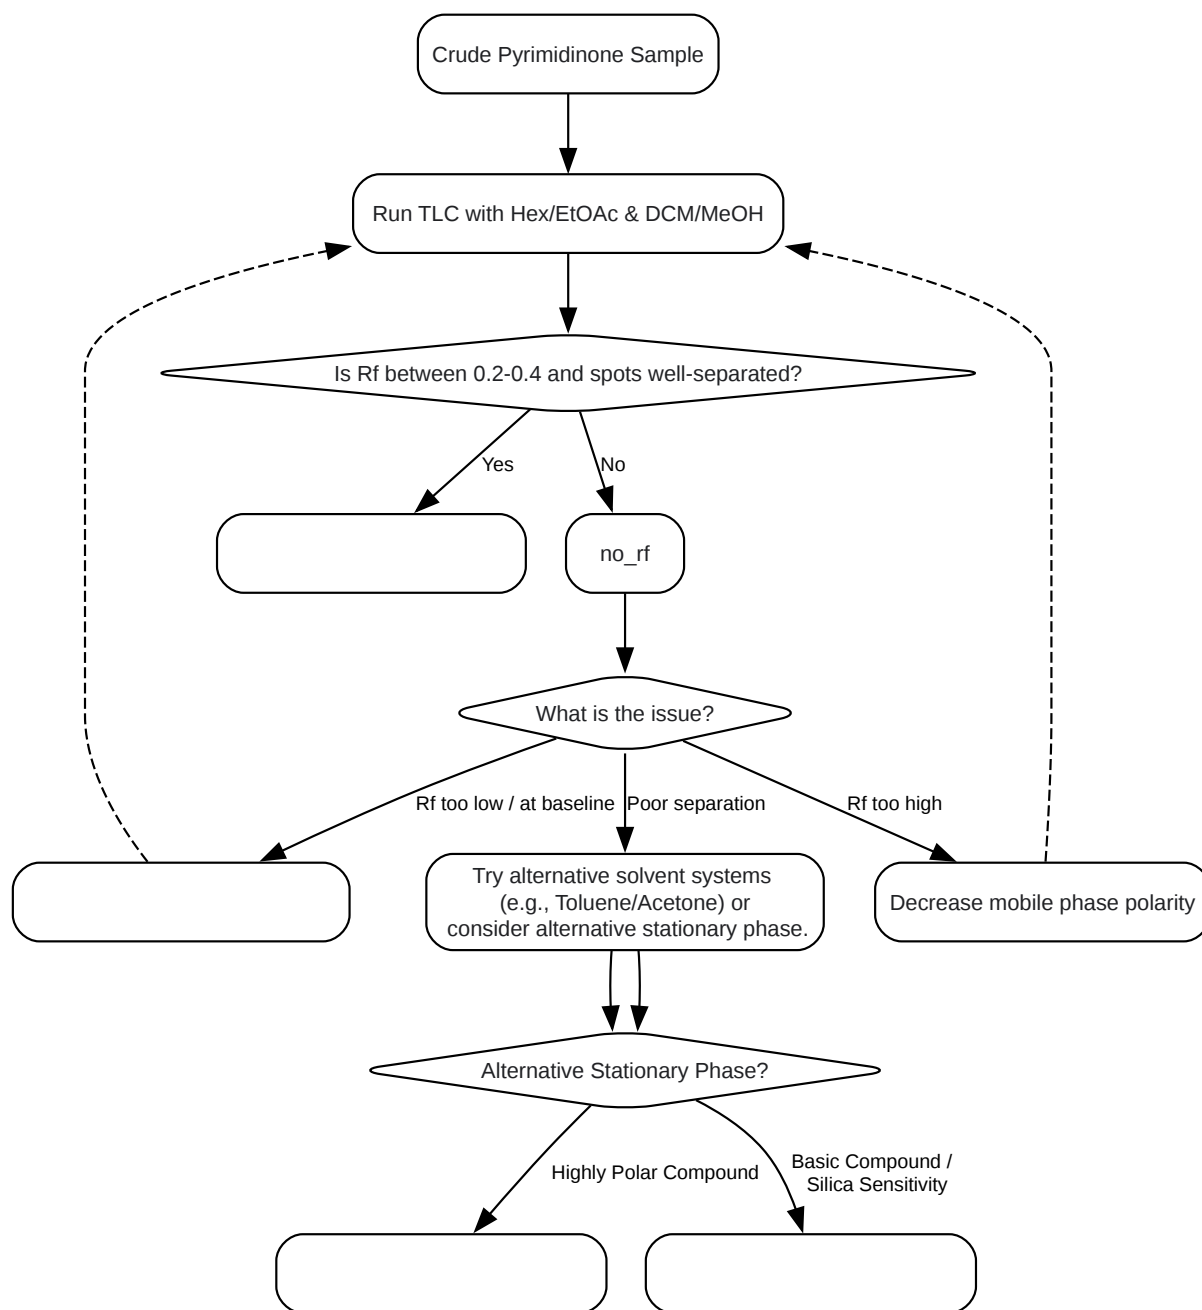 Crude Pyrimidinone Sample
Run TLC with Hex/EtOAc & DCM/MeOH
Is Rf between 0.2-0.4 and spots well-separated?
Yes
No
no_rf
What is the issue?
Rf too low / at baseline
Poor separation
Rf too high
Try alternative solvent systems
(e.g., Toluene/Acetone) or
consider alternative stationary phase.
Decrease mobile phase polarity
Alternative Stationary Phase?
Highly Polar Compound
Basic Compound /
Silica Sensitivity